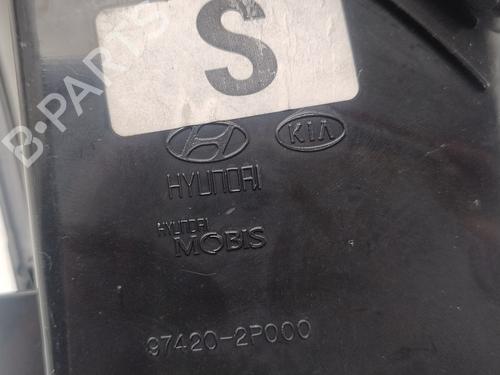 B-PARTS
S
KIA
HYUNDAI
HYUNDAI
MOBIS
97420-2P000